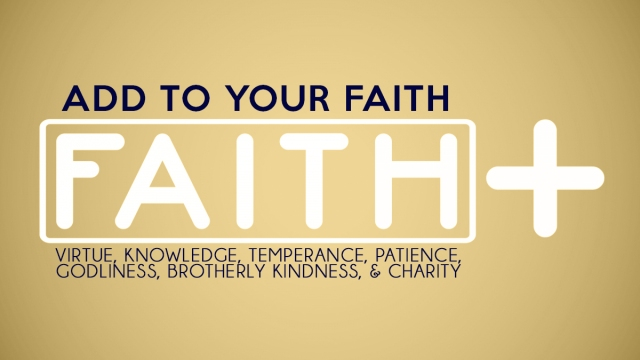 ADD TO YOUR FAITH
FAITH+
VIRTUE, KNOWLEDGE, TEMPERANCE, PATIENCE,
GODLINESS, BROTHERLY KINDNESS, & CHARITY